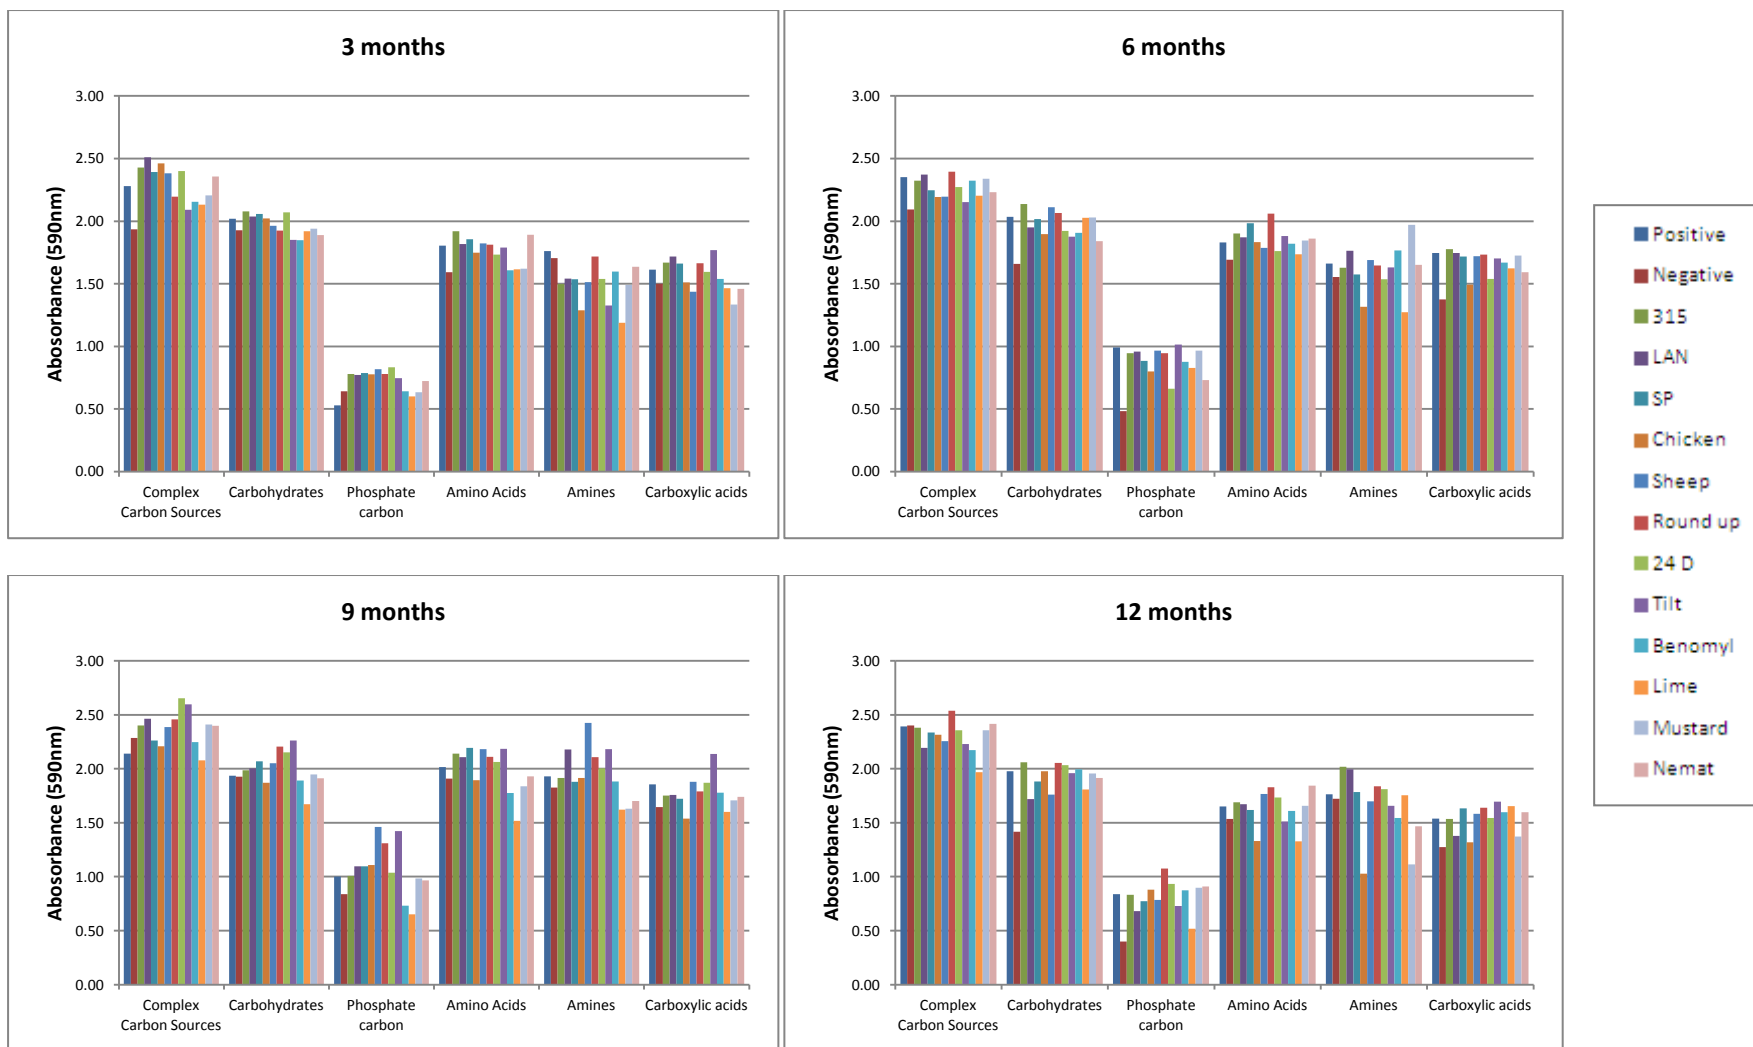 3 months
Abosorbance (590nm)
3.00
2.50
2.00
1.50
1.00
0.50
0.00
Complex
Carbon Sources
Carbohydrates
Phosphate
carbon
Amino Acids
Amines
Carboxylic acids
6 months
Abosorbance (590nm)
3.00
2.50
2.00
1.50
1.00
0.50
0.00
Complex
Carbon Sources
Carbohydrates
Phosphate
carbon
Amino Acids
Amines
Carboxylic acids
Positive
Negative
315
LAN
SP
Chicken
Sheep
Round up
24 D
Tilt
Benomyl
Lime
Mustard
Nemat
9 months
Abosorbance (590nm)
3.00
2.50
2.00
1.50
1.00
0.50
0.00
Complex
Carbon Sources
Carbohydrates
Phosphate
carbon
Amino Acids
Amines
Carboxylic acids
12 months
Abosorbance (590nm)
3.00
2.50
2.00
1.50
1.00
0.50
0.00
Complex
Carbon Sources
Carbohydrates
Phosphate
carbon
Amino Acids
Amines
Carboxylic acids